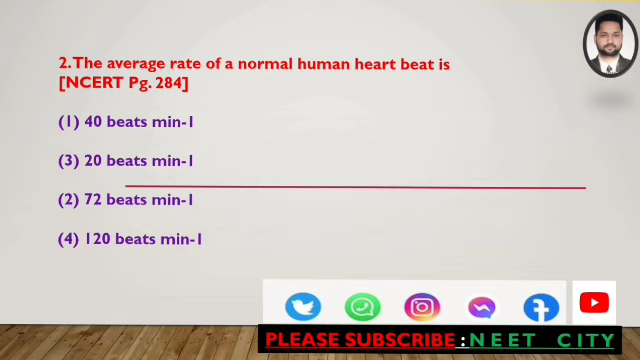 2.The average rate of a normal human heart beat is
[NCERT Pg. 284]
(1) 40 beats min-1
(3) 20 beats min-1
(2) 72 beats min-1
(4) 120 beats min-1
PLEASE SUBSCRIBE : NEET CITY